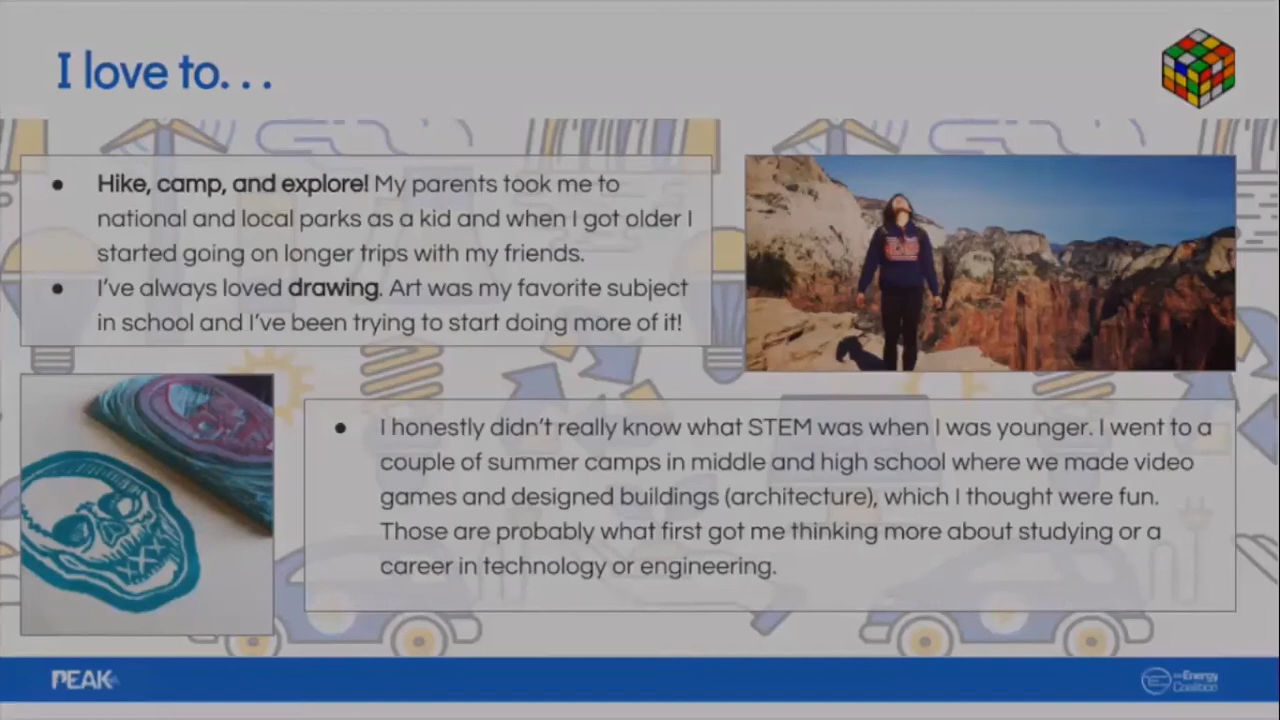 I love to...
Hike, camp, and explore! My parents took me to
national and local parks as a kid and when I got older I
started going on longer trips with my friends.
I've always loved drawing. Art was my favorite subject
in school and I've been trying to start doing more of it!
I honestly didn't really know what STEM was when I was younger. I went to a
couple of summer camps in middle and high school where we made video
games and designed buildings (architecture), which I thought were fun.
Those are probably what first got me thinking more about studying or a
career in technology or engineering.
PEAK
Energy
Coalition